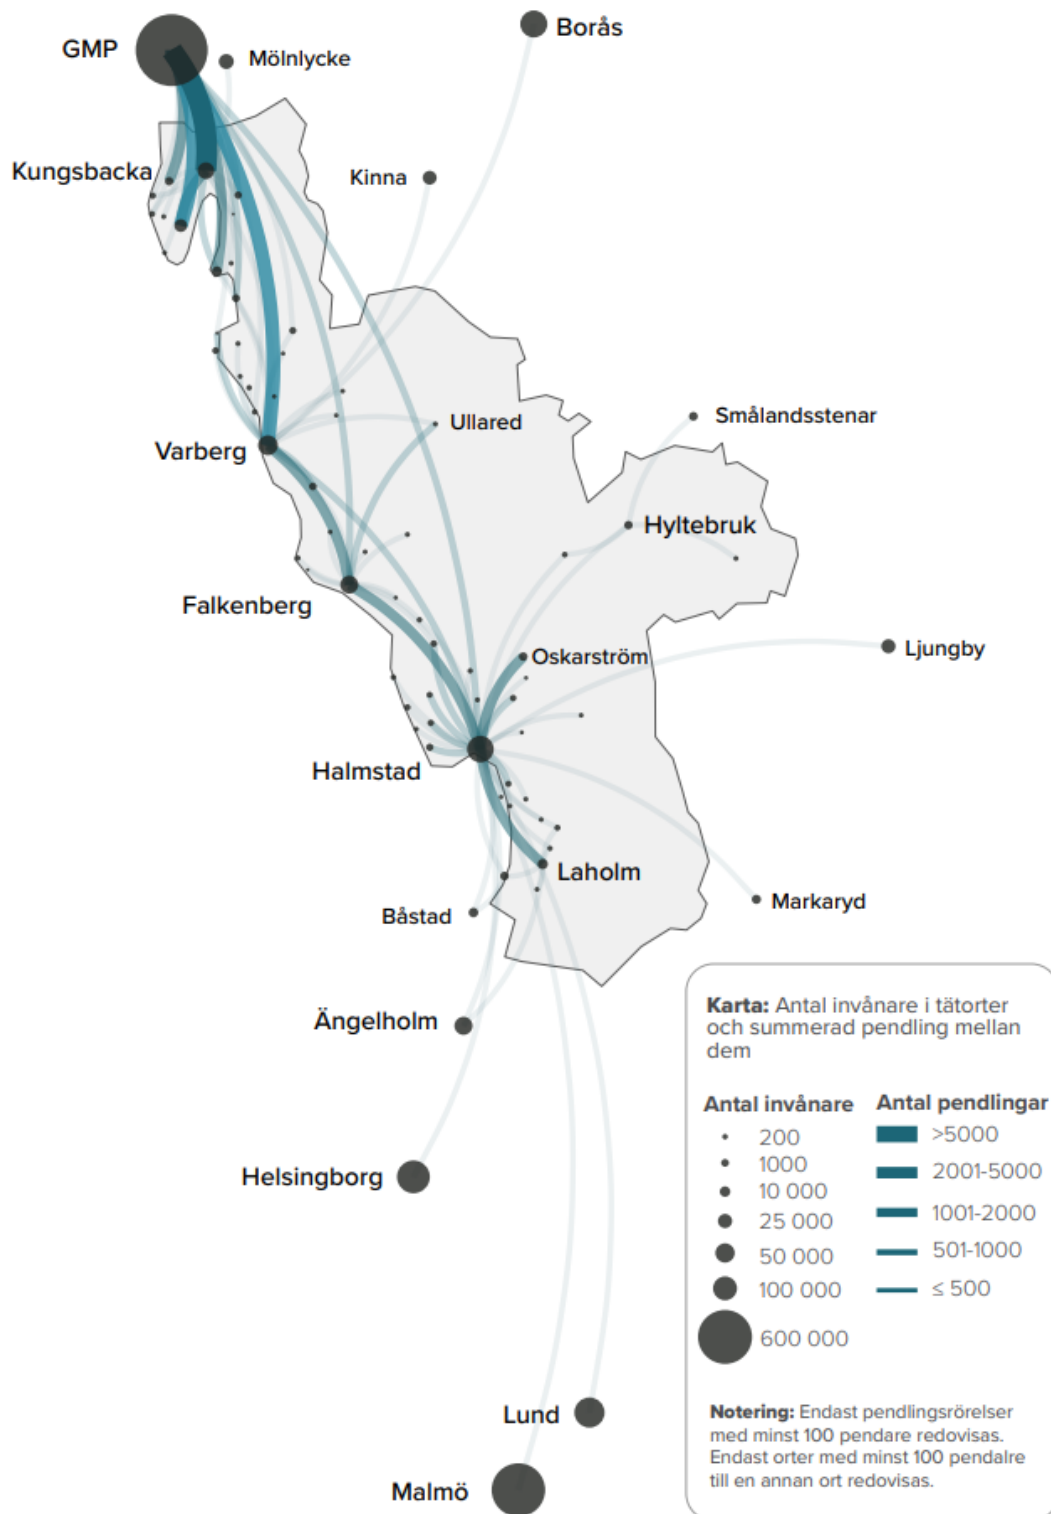 GMP
Mölnlycke
Borås
Kungsbacka
Kinna
Varberg
Ullared
Smålandsstenar
Hyltebruk
Falkenberg
Oskarström
Ljungby
Halmstad
Laholm
Båstad
Markaryd
Ängelholm
Helsingborg
Lund
Malmö
Karta: Antal invånare i tätorter
och summerad pendling mellan
dem
Antal invånare
200
1000
10 000
25 000
50 000
100 000
600 000
Antal pendlingar
>5000
2001-5000
1001-2000
501-1000
≤ 500
Notering: Endast pendlingsrörelser
med minst 100 pendare redovisas.
Endast orter med minst 100 pendalre
till en annan ort redovisas.